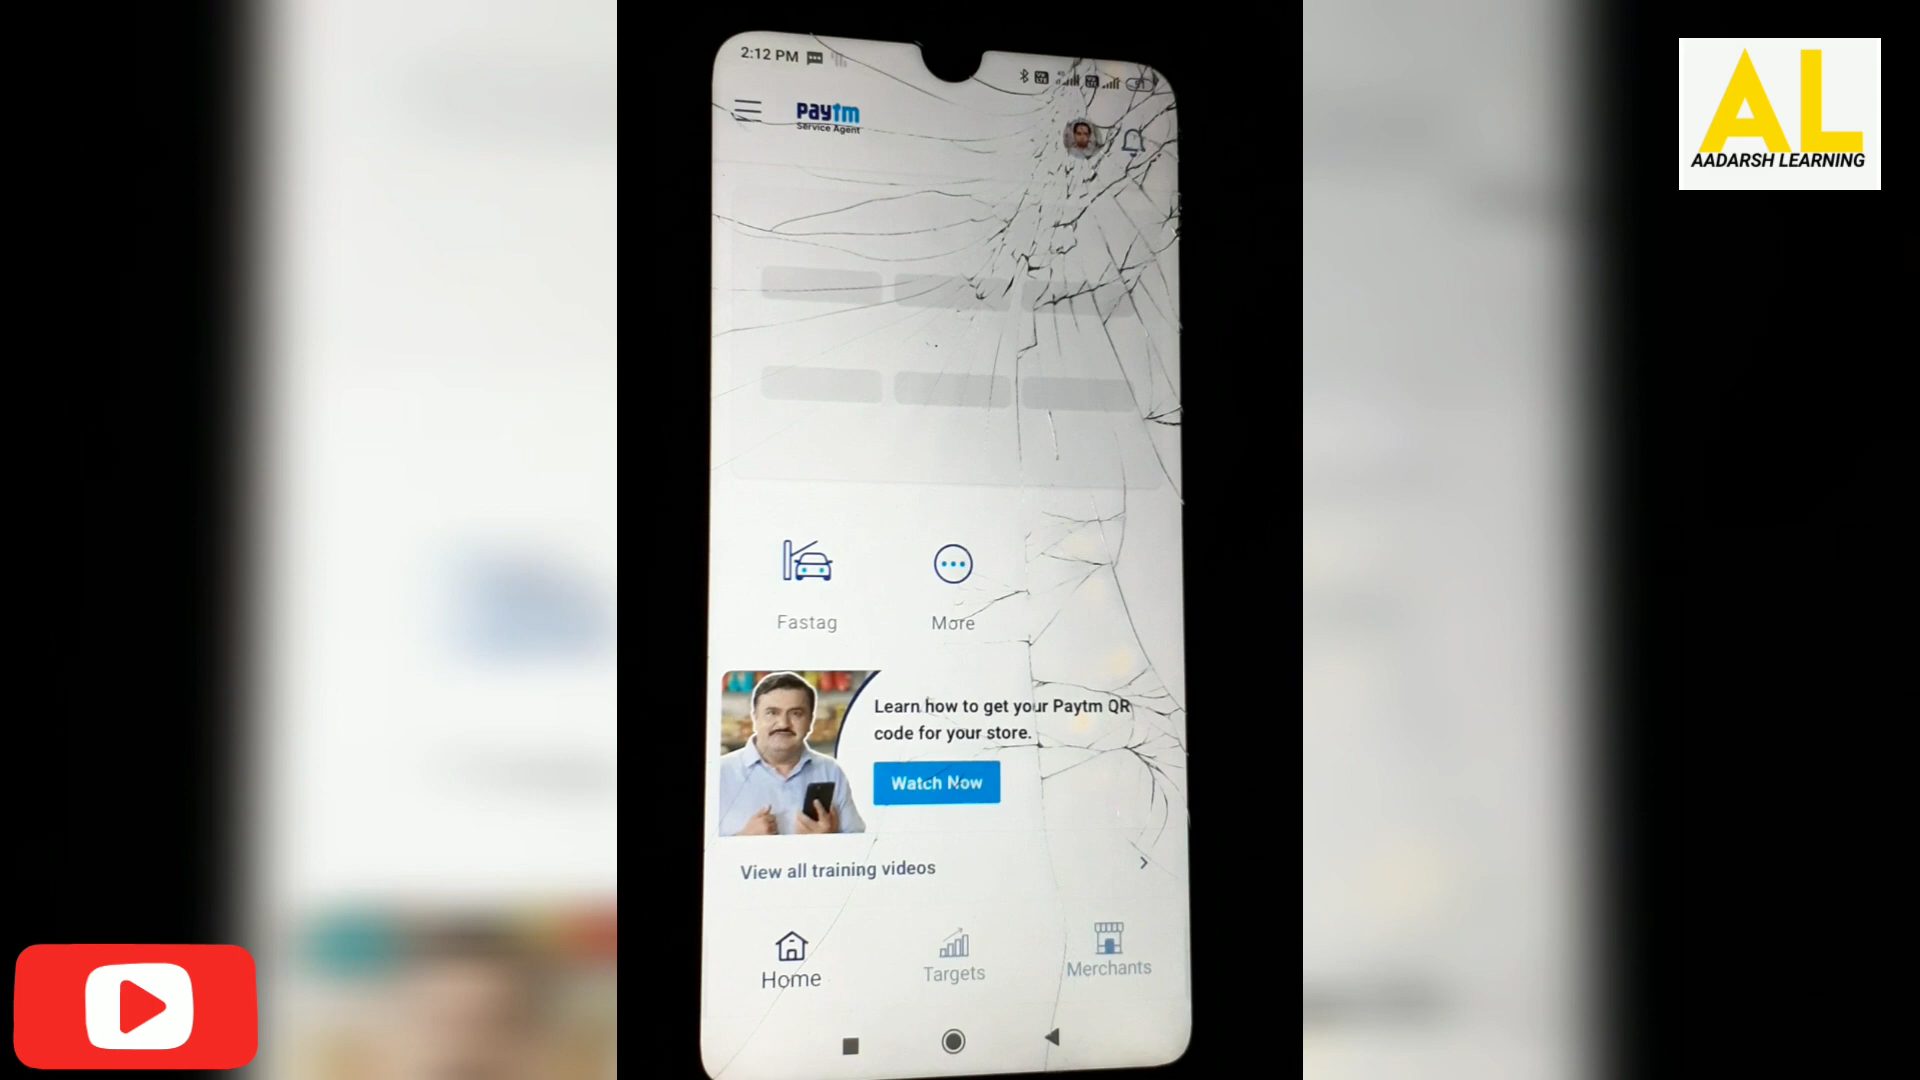 2:12 PM
paytm
Service Agent
Fastag
More
Learn how to get your Paytm QR
code for your store.
Watch Now
View all training videos
Home
Targets
Merchants
AL
AADARSH LEARNING